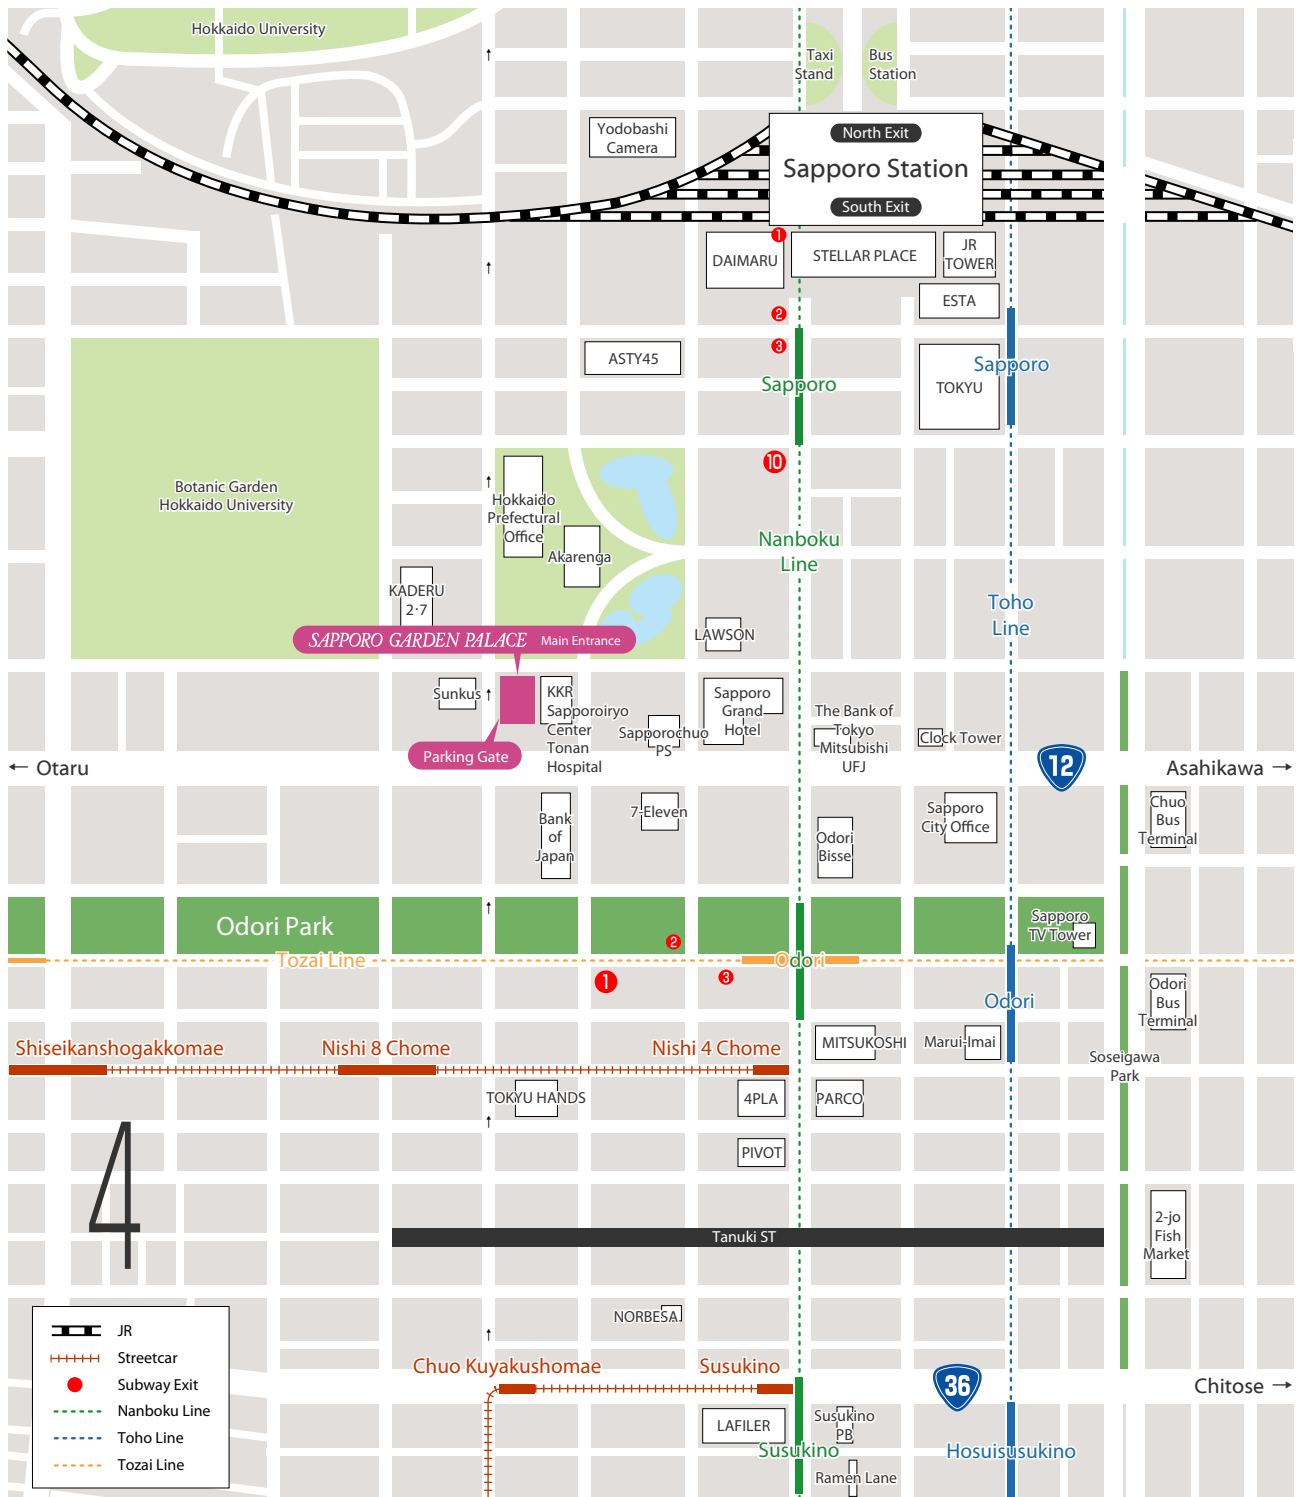 Hokkaido University
Taxi
Stand
Bus
Station
Yodobashi
Camera
North Exit
Sapporo Station
South Exit
1
DAIMARU
STELLAR PLACE
JR
TOWER
ESTA
2
3
ASTY45
Sapporo
TOKYU
Sapporo
10
Botanic Garden
Hokkaido University
Hokkaido
Prefectural
Office
Akarenga
Nanboku
Line
KADERU
2·7
Toho
Line
LAWSON
SAPPORO GARDEN PALACE Main Entrance
Sunkus
KKR
Sapporoiryo
Center
Tonan
Hospital
Sapporochuo
PS
Sapporo
Grand
Hotel
The Bank of
Tokyo
Mitsubishi
UFJ
Clock Tower
Parking Gate
← Otaru
12
Asahikawa →
Bank
of
Japan
7-Eleven
Odori
Bisse
Sapporo
City Office
Chuo
Bus
Terminal
Odori Park
Sapporo
TV Tower
2
Tozai Line
Odori
1
3
Odori
Odori
Bus
Terminal
Shiseikanshogakkomae
Nishi 8 Chome
Nishi 4 Chome
MITSUKOSHI
Marui-Imai
Soseigawa
Park
TOKYU HANDS
4PLA
PARCO
PIVOT
4
Tanuki ST
2-jo
Fish
Market
NORBESA
Chuo Kuyakushomae
Susukino
36
Chitose →
LAFILER
Susukino
PB
Susukino
Hosuisusukino
Ramen Lane
JR
Streetcar
Subway Exit
Nanboku Line
Toho Line
Tozai Line